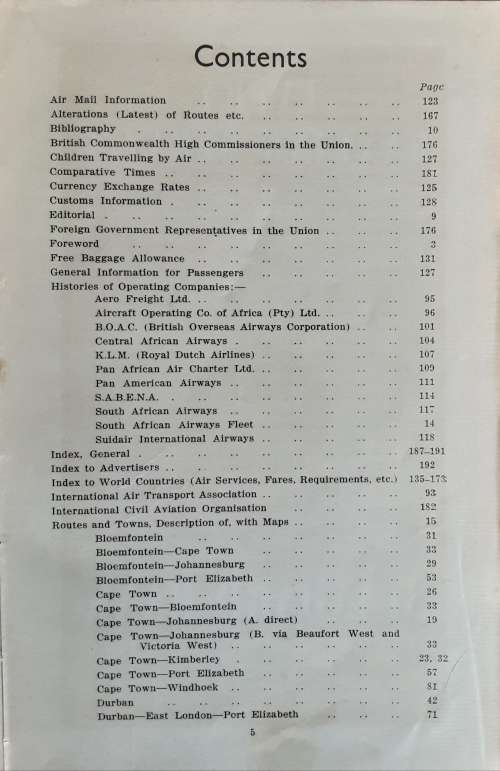 Contents
Page
Air Mail Information .. .. .. .. .. .. .. 123
Alterations (Latest) of Routes etc. .. .. .. .. .. 167
Bibliography . .. .. .. .. .. .. .. 10
British Commonwealth High Commissioners in the Union. .. .. 176
Children Travelling by Air .. .. .. .. .. .. .. 127
Comparative Times .. .. .. .. .. .. .. .. 181
Currency Exchange Rates .. .. .. .. .. .. .. 125
Customs Information . .. .. .. .. .. .. .. 128
Editorial . .. .. .. .. .. .. .. .. 9
Foreign Government Representatives in the Union .. .. .. 176
Foreword .. .. .. .. .. .. .. .. 3
Free Baggage Allowance .. .. .. .. .. .. .. 131
General Information for Passengers .. .. .. .. .. 127
Histories of Operating Companies:—
Aero Freight Ltd. .. .. .. .. .. .. .. 95
Aircraft Operating Co. of Africa (Pty) Ltd. .. .. .. 96
B.O.A.C. (British Overseas Airways Corporation) .. .. 101
Central African Airways . .. .. .. .. .. 104
K.L.M. (Royal Dutch Airlines) .. .. .. .. .. 107
Pan African Air Charter Ltd. .. .. .. .. .. 109
Pan American Airways .. .. .. .. .. .. 111
S.A.B.E.N.A. . .. .. .. .. .. .. .. 114
South African Airways .. .. .. .. .. .. 117
South African Airways Fleet .. .. .. .. .. 14
Suidair International Airways .. .. .. .. .. 118
Index, General . .. .. .. .. .. .. .. 187–191
Index to Advertisers .. .. .. .. .. .. .. .. 192
Index to World Countries (Air Services, Fares, Requirements, etc.) 135–173
International Air Transport Association .. .. .. .. .. 93
International Civil Aviation Organisation .. .. .. .. 182
Routes and Towns, Description of, with Maps .. .. .. .. 15
Bloemfontein .. .. .. .. .. .. .. 31
Bloemfontein—Cape Town .. .. .. .. .. 33
Bloemfontein—Johannesburg .. .. .. .. .. 29
Bloemfontein—Port Elizabeth .. .. .. .. .. 53
Cape Town .. .. .. .. .. .. .. .. 26
Cape Town—Bloemfontein .. .. .. .. .. 33
Cape Town—Johannesburg (A. direct) .. .. .. 19
Cape Town—Johannesburg (B. via Beaufort West and
Victoria West) .. .. .. .. .. .. 33
Cape Town—Kimberley . .. .. .. .. .. 23, 32
Cape Town—Port Elizabeth .. .. .. .. .. 57
Cape Town—Windhoek .. .. .. .. .. .. 81
Durban .. .. .. .. .. .. .. 42
Durban—East London—Port Elizabeth .. .. .. 71
5